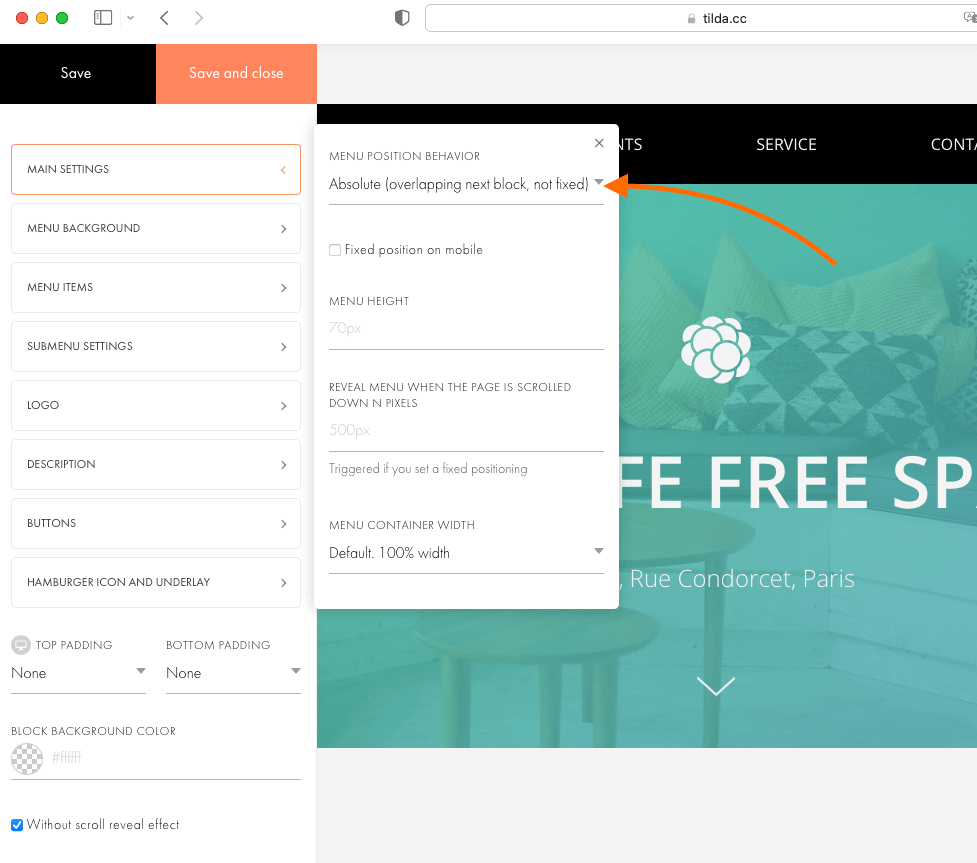 tilda.cc
Save
Save and close
MAIN SETTINGS
MENU BACKGROUND
MENU ITEMS
SUBMENU SETTINGS
LOGO
DESCRIPTION
BUTTONS
HAMBURGER ICON AND UNDERLAY
TOP PADDING
BOTTOM PADDING
None
None
BLOCK BACKGROUND COLOR
#ffffff
Without scroll reveal effect
MENU POSITION BEHAVIOR
Absolute (overlapping next block, not fixed)
Fixed position on mobile
MENU HEIGHT
70px
REVEAL MENU WHEN THE PAGE IS SCROLLED
DOWN N PIXELS
500px
Triggered if you set a fixed positioning
MENU CONTAINER WIDTH
Default. 100% width
NTS
SERVICE
CONTA
FE FREE SP
, Rue Condorcet, Paris